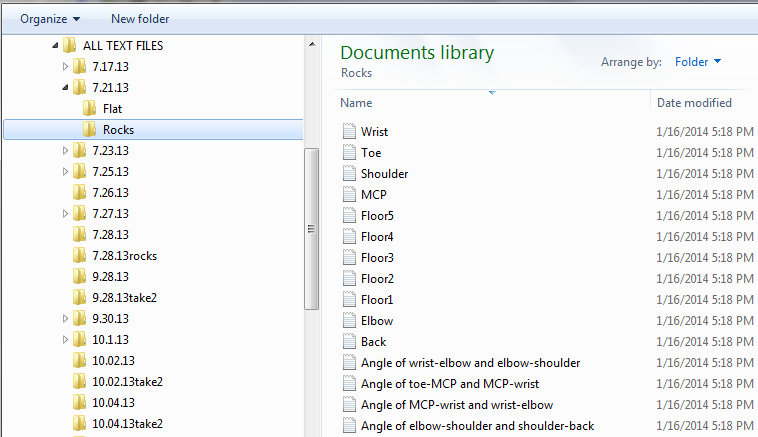 Organize New folder
ALL TEXT FILES
7.17.13
7.21.13
Flat
Rocks
7.23.13
7.25.13
7.26.13
7.27.13
7.28.13
7.28.13rocks
9.28.13
9.28.13take2
9.30.13
10.1.13
10.02.13
10.02.13take2
10.04.13
10.04.13take2
Documents library
Rocks
Arrange by: Folder
Name Date modified
Wrist 1/16/2014 5:18 PM
Toe 1/16/2014 5:18 PM
Shoulder 1/16/2014 5:18 PM
MCP 1/16/2014 5:18 PM
Floor5 1/16/2014 5:18 PM
Floor4 1/16/2014 5:18 PM
Floor3 1/16/2014 5:18 PM
Floor2 1/16/2014 5:18 PM
Floor1 1/16/2014 5:18 PM
Elbow 1/16/2014 5:18 PM
Back 1/16/2014 5:18 PM
Angle of wrist-elbow and elbow-shoulder 1/16/2014 5:18 PM
Angle of toe-MCP and MCP-wrist 1/16/2014 5:18 PM
Angle of MCP-wrist and wrist-elbow 1/16/2014 5:18 PM
Angle of elbow-shoulder and shoulder-back 1/16/2014 5:18 PM